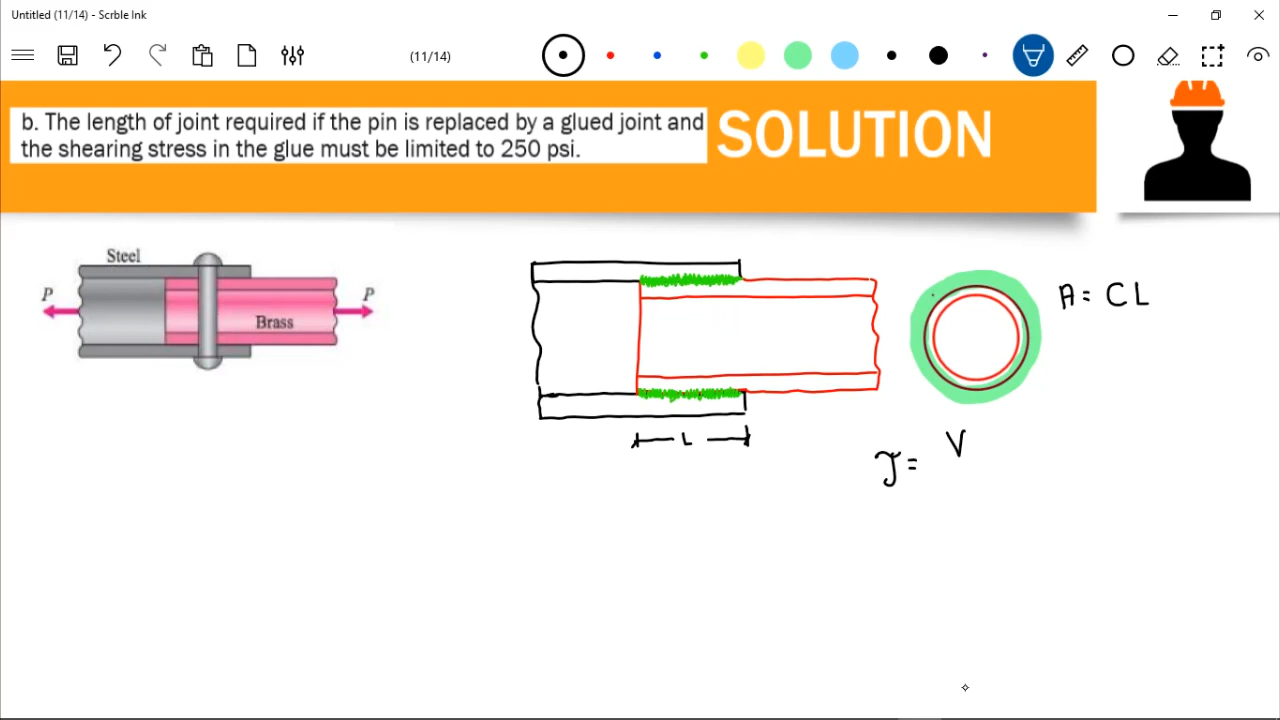 Untitled (11/14) - Scrble Ink
(11/14)
b. The length of joint required if the pin is replaced by a glued joint and
the shearing stress in the glue must be limited to 250 psi.
SOLUTION
Steel
P
P
Brass
A = CL
L
τ = V